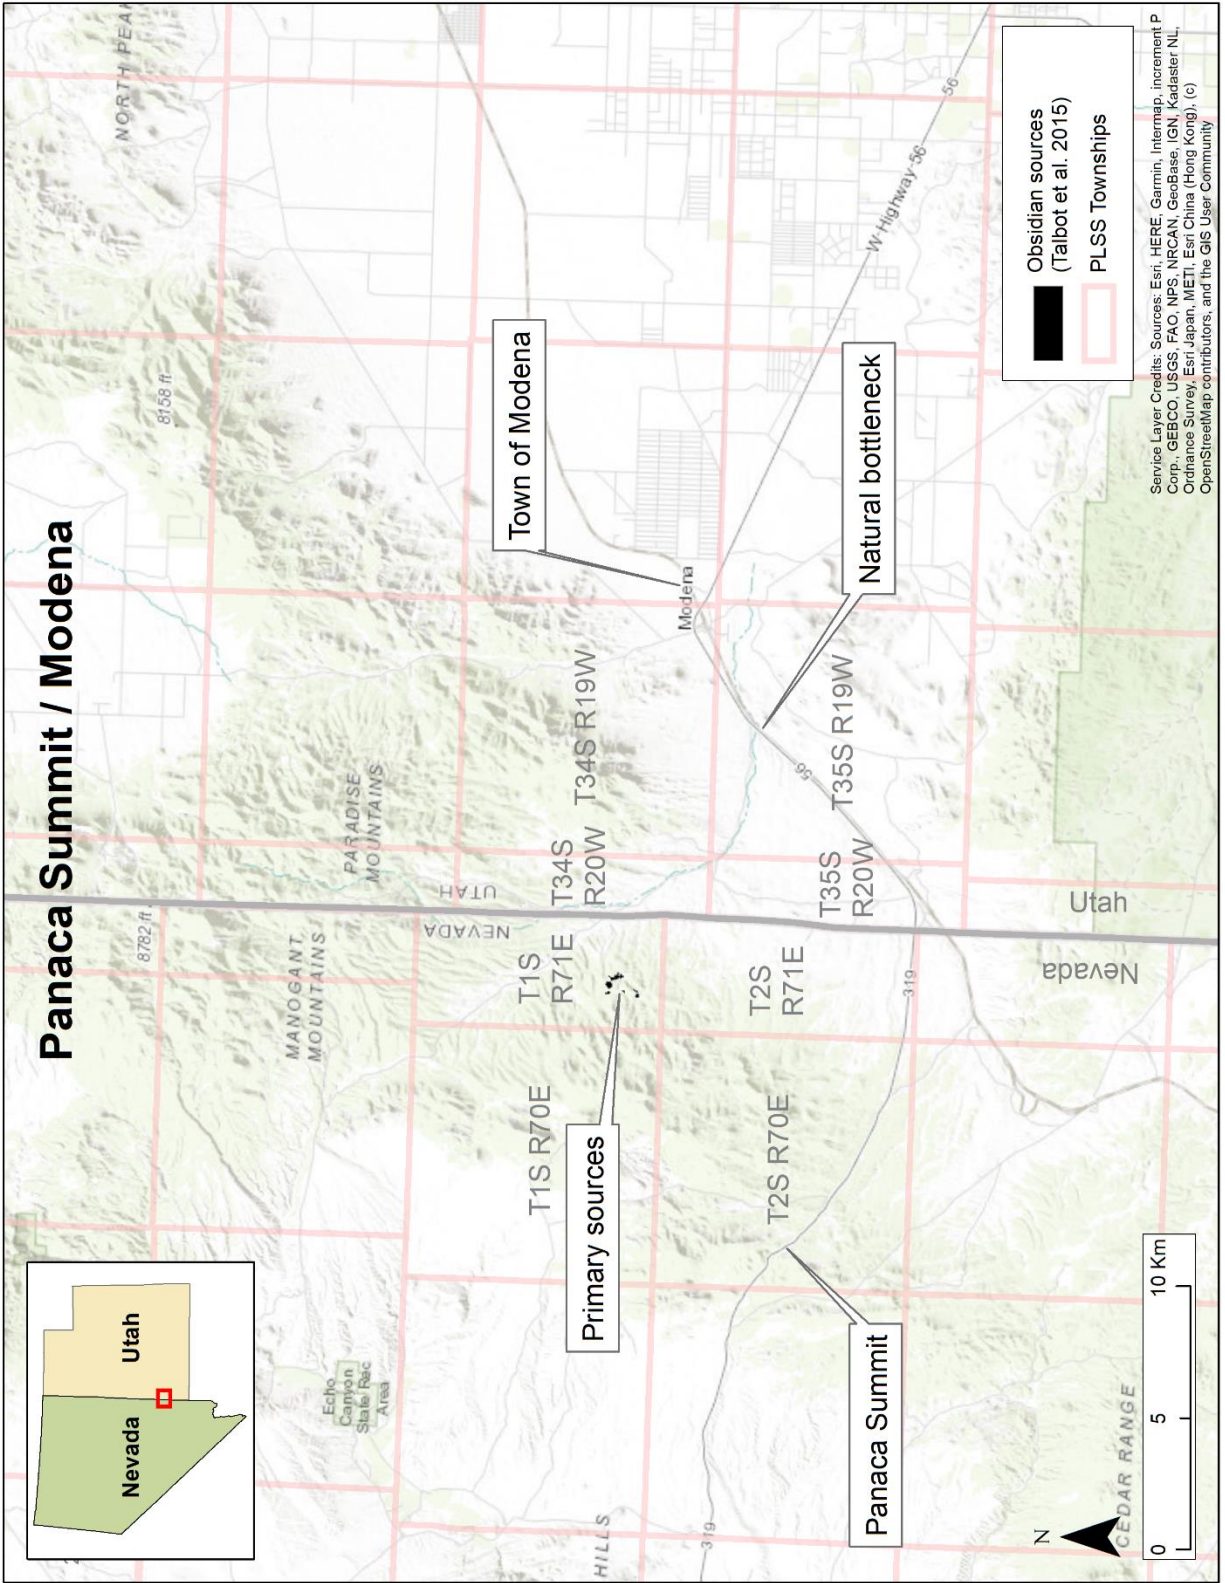 Panaca Summit / Modena
Nevada
Utah
NORTH PEAK
8158 ft
8782 ft
PARADISE
MOUNTAINS
MANOGANT
MOUNTAINS
Echo
Canyon
State Rec
Area
UTAH
NEVADA
Town of Modena
T1S R70E
T1S
R71E
T34S
R20W
T34S R19W
Primary sources
Modena
T2S R70E
T2S
R71E
T35S
R20W
T35S R19W
56
W-Highway-56
56
Natural bottleneck
Panaca Summit
319
319
HILLS
Nevada
Utah
CEDAR RANGE
N
0 5 10 Km
Obsidian sources
(Talbot et al. 2015)
PLSS Townships
Service Layer Credits: Sources: Esri, HERE, Garmin, Intermap, increment P
Corp., GEBCO, USGS, FAO, NPS, NRCAN, GeoBase, IGN, Kadaster NL,
Ordnance Survey, Esri Japan, METI, Esri China (Hong Kong), (c)
OpenStreetMap contributors, and the GIS User Community